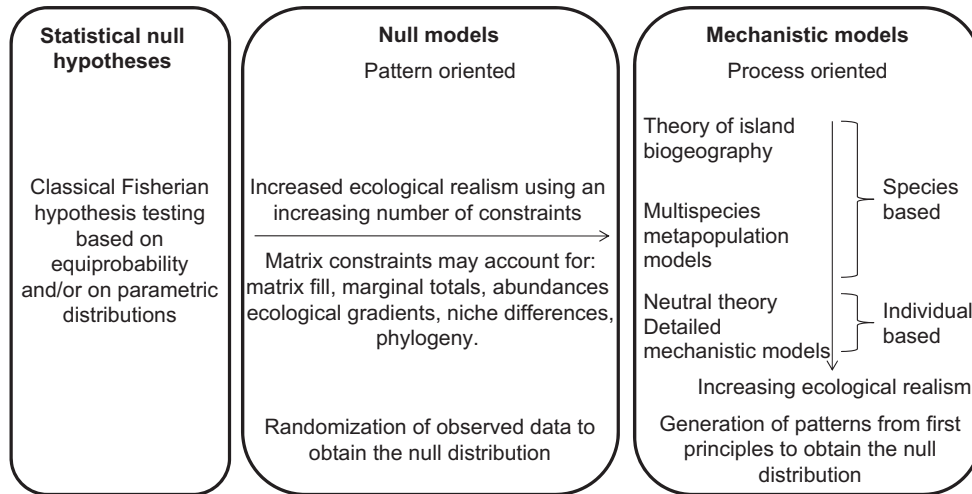 Statistical null
hypotheses
Classical Fisherian
hypothesis testing
based on
equiprobability
and/or on parametric
distributions
Null models
Pattern oriented
Increased ecological realism using an
increasing number of constraints
Matrix constraints may account for:
matrix fill, marginal totals, abundances
ecological gradients, niche differences,
phylogeny.
Randomization of observed data to
obtain the null distribution
Mechanistic models
Process oriented
Theory of island
biogeography
Multispecies
metapopulation
models
Species
based
Neutral theory
Detailed
mechanistic models
Individual
based
Increasing ecological realism
Generation of patterns from first
principles to obtain the null
distribution